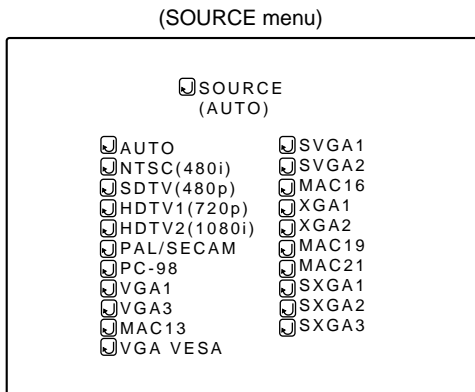 (SOURCE menu)
SOURCE
(AUTO)
AUTO
NTSC(480i)
SDTV(480p)
HDTV1(720p)
HDTV2(1080i)
PAL/SECAM
PC-98
VGA1
VGA3
MAC13
VGA VESA
SVGA1
SVGA2
MAC16
XGA1
XGA2
MAC19
MAC21
SXGA1
SXGA2
SXGA3